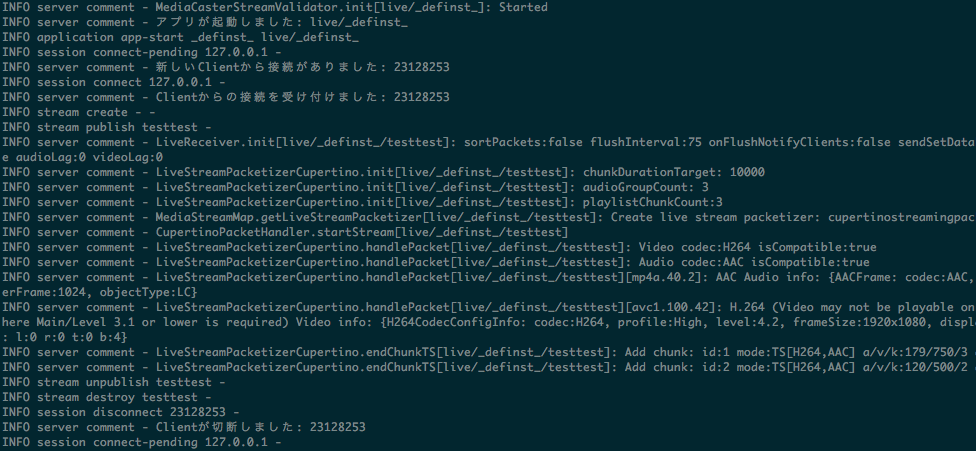 INFO server comment - MediaCasterStreamValidator.init[live/_definst_]: Started
INFO server comment - アプリが起動しました: live/_definst_
INFO application app-start _definst_ live/_definst_
INFO session connect-pending 127.0.0.1 -
INFO server comment - 新しいClientから接続がありました: 23128253
INFO session connect 127.0.0.1 -
INFO server comment - Clientからの接続を受け付けました: 23128253
INFO stream create - -
INFO stream publish testtest -
INFO server comment - LiveReceiver.init[live/_definst_/testtest]: sortPackets:false flushInterval:75 onFlushNotifyClients:false sendSetData
e audioLag:0 videoLag:0
INFO server comment - LiveStreamPacketizerCupertino.init[live/_definst_/testtest]: chunkDurationTarget: 10000
INFO server comment - LiveStreamPacketizerCupertino.init[live/_definst_/testtest]: audioGroupCount: 3
INFO server comment - LiveStreamPacketizerCupertino.init[live/_definst_/testtest]: playlistChunkCount:3
INFO server comment - MediaStreamMap.getLiveStreamPacketizer[live/_definst_/testtest]: Create live stream packetizer: cupertinostreamingpac
INFO server comment - CupertinoPacketHandler.startStream[live/_definst_/testtest]
INFO server comment - LiveStreamPacketizerCupertino.handlePacket[live/_definst_/testtest]: Video codec:H264 isCompatible:true
INFO server comment - LiveStreamPacketizerCupertino.handlePacket[live/_definst_/testtest]: Audio codec:AAC isCompatible:true
INFO server comment - LiveStreamPacketizerCupertino.handlePacket[live/_definst_/testtest][mp4a.40.2]: AAC Audio info: {AACFrame: codec:AAC,
erFrame:1024, objectType:LC}
INFO server comment - LiveStreamPacketizerCupertino.handlePacket[live/_definst_/testtest][avc1.100.42]: H.264 (Video may not be playable on
here Main/Level 3.1 or lower is required) Video info: {H264CodecConfigInfo: codec:H264, profile:High, level:4.2, frameSize:1920x1080, displ
: l:0 r:0 t:0 b:4}
INFO server comment - LiveStreamPacketizerCupertino.endChunkTS[live/_definst_/testtest]: Add chunk: id:1 mode:TS[H264,AAC] a/v/k:179/750/3
INFO server comment - LiveStreamPacketizerCupertino.endChunkTS[live/_definst_/testtest]: Add chunk: id:2 mode:TS[H264,AAC] a/v/k:120/500/2
INFO stream unpublish testtest -
INFO stream destroy testtest -
INFO session disconnect 23128253 -
INFO server comment - Clientが切断しました: 23128253
INFO session connect-pending 127.0.0.1 -